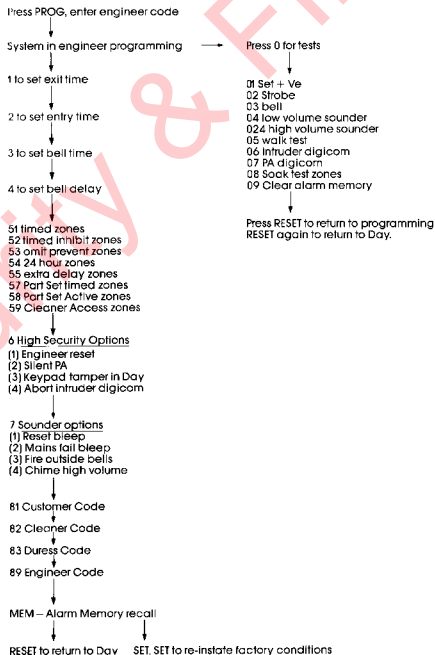 Press PROG, enter engineer code
System in engineer programming
Press 0 for tests
1 to set exit time
2 to set entry time
3 to set bell time
4 to set bell delay
51 timed zones
52 timed inhibit zones
53 omit prevent zones
54 24 hour zones
55 extra delay zones
57 Part Set timed zones
58 Part Set Active zones
59 Cleaner Access zones
6 High Security Options
(1) Engineer reset
(2) Silent PA
(3) Keypad tamper in Day
(4) Abort intruder digicom
7 Sounder options
(1) Reset bleep
(2) Mains fail bleep
(3) Fire outside bells
(4) Chime high volume
81 Customer Code
82 Cleaner Code
83 Duress Code
89 Engineer Code
MEM – Alarm Memory recall
RESET to return to Day
SET, SET to re-instate factory conditions
01 Set + Ve
02 Strobe
03 bell
04 low volume sounder
024 high volume sounder
05 walk test
06 Intruder digicom
07 PA digicom
08 Soak test zones
09 Clear alarm memory
Press RESET to return to programming
RESET again to return to Day.